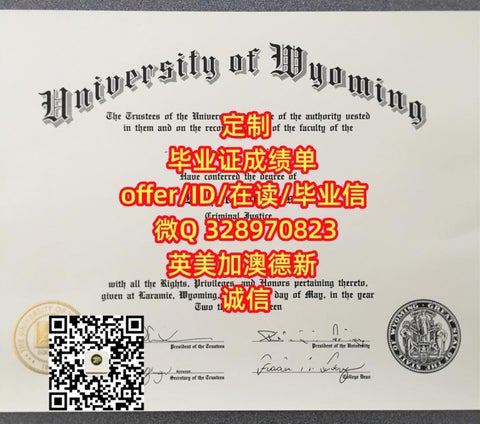 University of Wyoming
The Trustees of the Univers e of the authority vested
in them and on the reco of the faculty of the
定制
毕业证成绩单
Have conferred the degree of
offer/ID/在读/毕业信
Criminal Justice
微Q 328970823
英美加澳德新
with all the Rights, Privileges, and Honors pertaining thereto,
given at Laramie, Wyoming, day of May, in the year
诚信
Two th een
President of the Trustees
President of the University
Secretary of the Trustees
College Dean